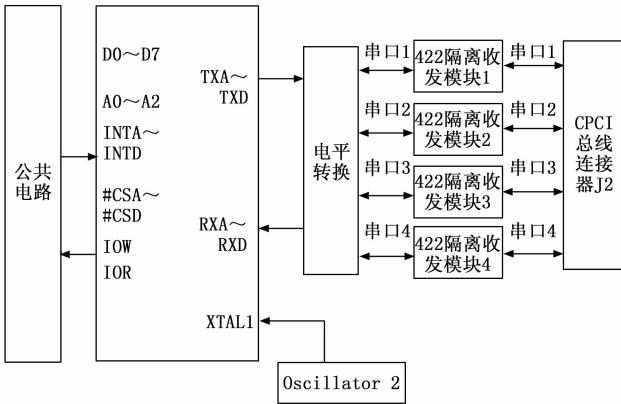 公共
电路
D0～D7
A0～A2
INTA～
INTD
#CSA～
#CSD
IOW
IOR
TXA～
TXD
RXA～
RXD
XTAL1
Oscillator 2
电平
转换
串口1
串口2
串口3
串口4
422隔离收
发模块1
422隔离收
发模块2
422隔离收
发模块3
422隔离收
发模块4
串口1
串口2
串口3
串口4
CPCI
总线
连接
器J2